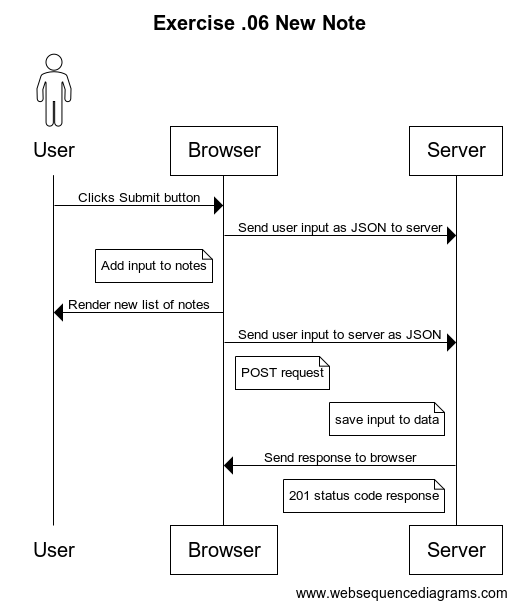 Exercise .06 New Note
User
Browser
Server
Clicks Submit button
Send user input as JSON to server
Add input to notes
Render new list of notes
Send user input to server as JSON
POST request
save input to data
Send response to browser
201 status code response
User
Browser
Server
www.websequencediagrams.com